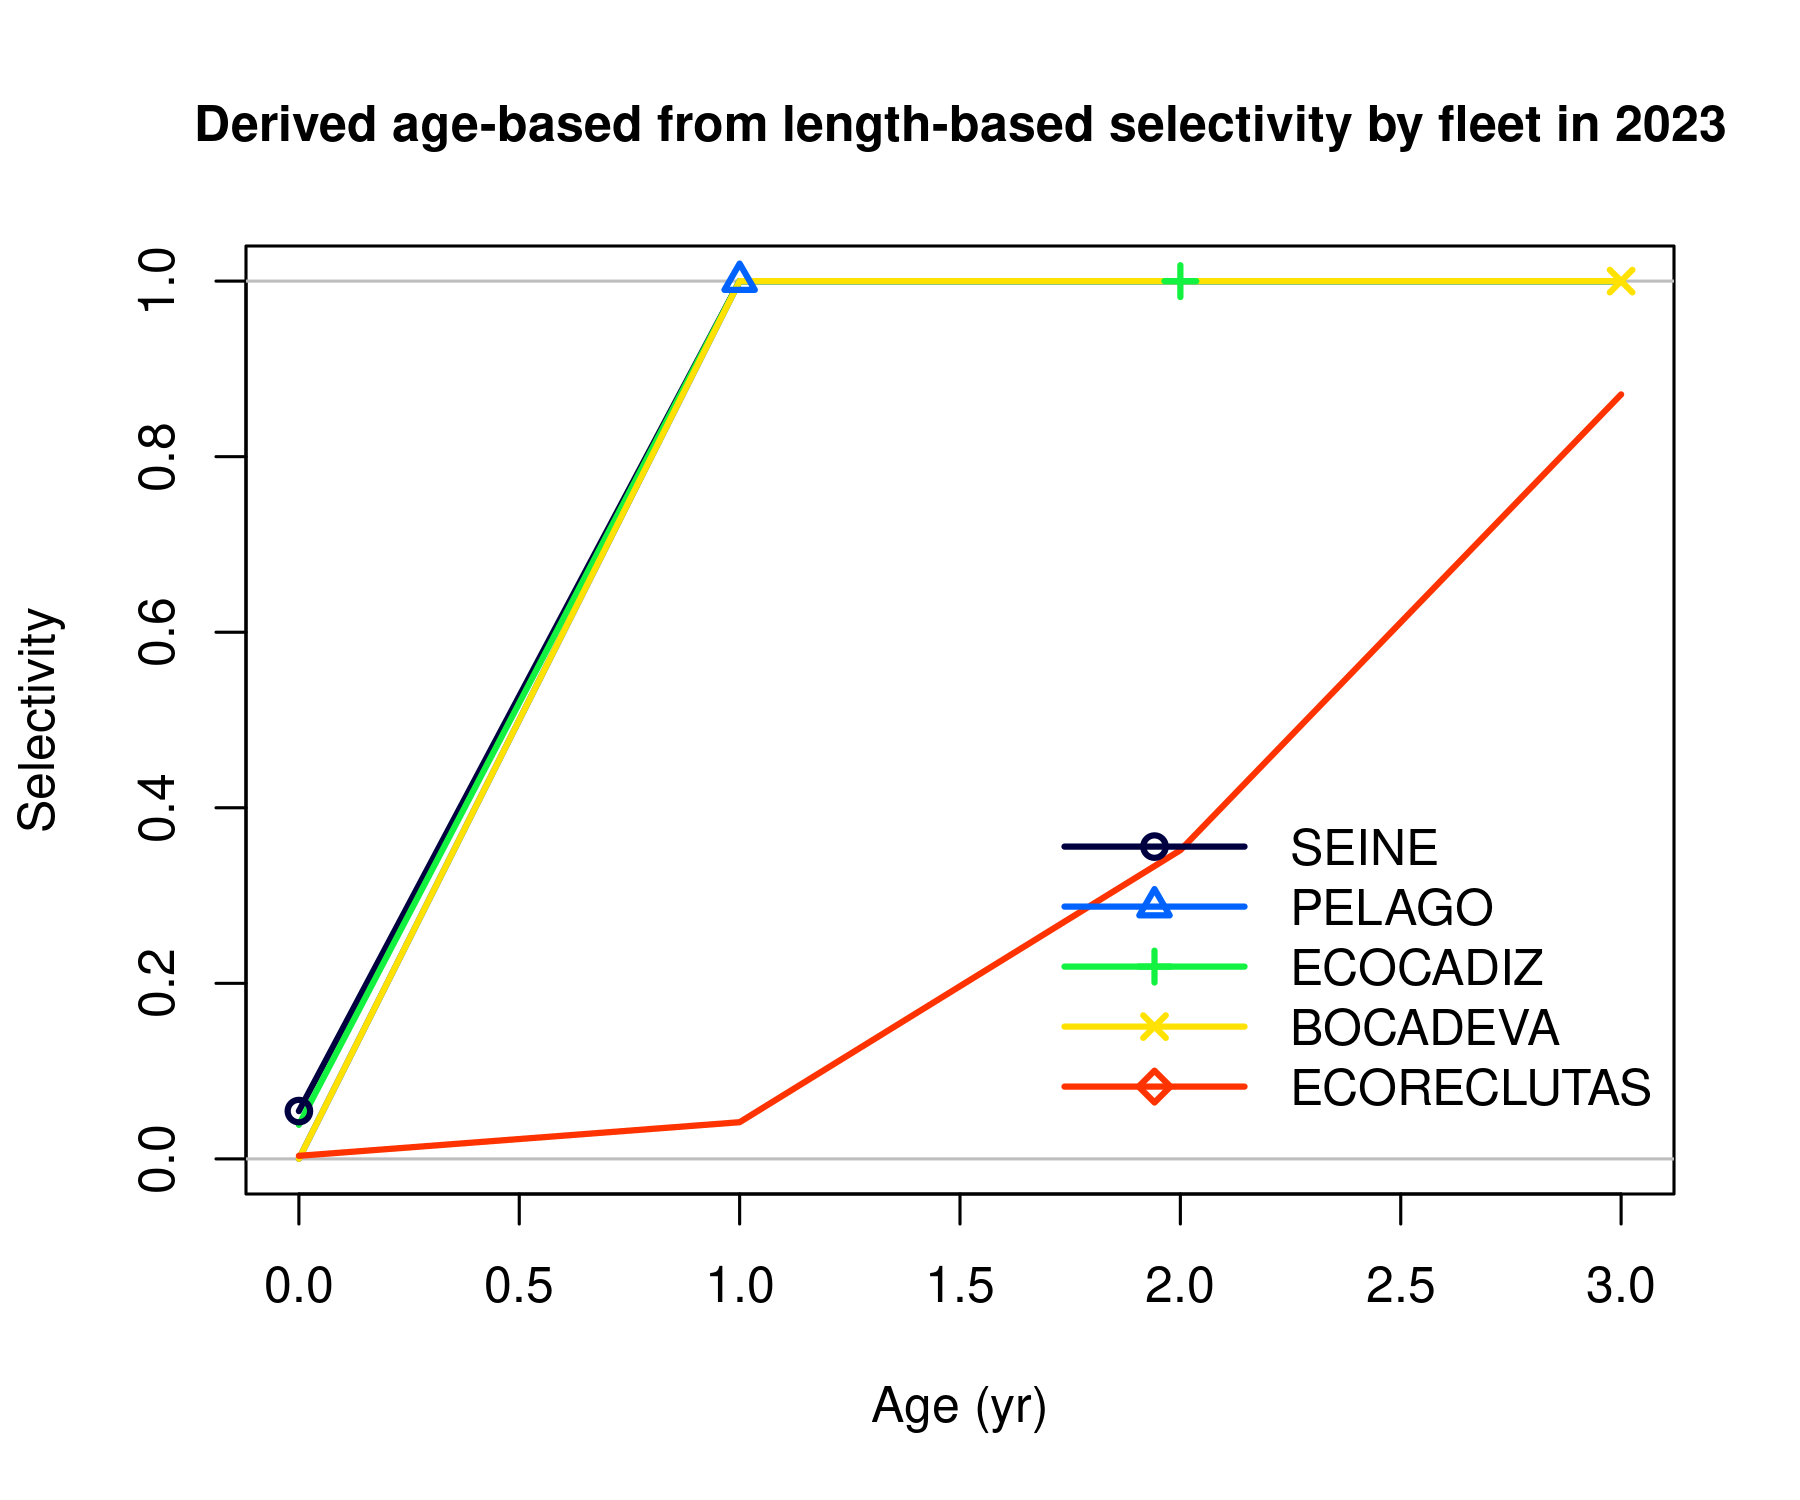 Derived age-based from length-based selectivity by fleet in 2023
Selectivity
1.0
0.8
0.6
0.4
0.2
0.0
SEINE
PELAGO
ECOCADIZ
BOCADEVA
ECORECLUTAS
0.0 0.5 1.0 1.5 2.0 2.5 3.0
Age (yr)